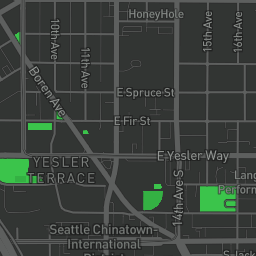 HoneyHole
10th Ave
11th Ave
15th Ave
16th Ave
Boren Ave
E Spruce St
E Fir St
YESLER
TERRACE
E Yesler Way
14th Ave S
Lang
Perform
Seattle Chinatown-
International
S Jack